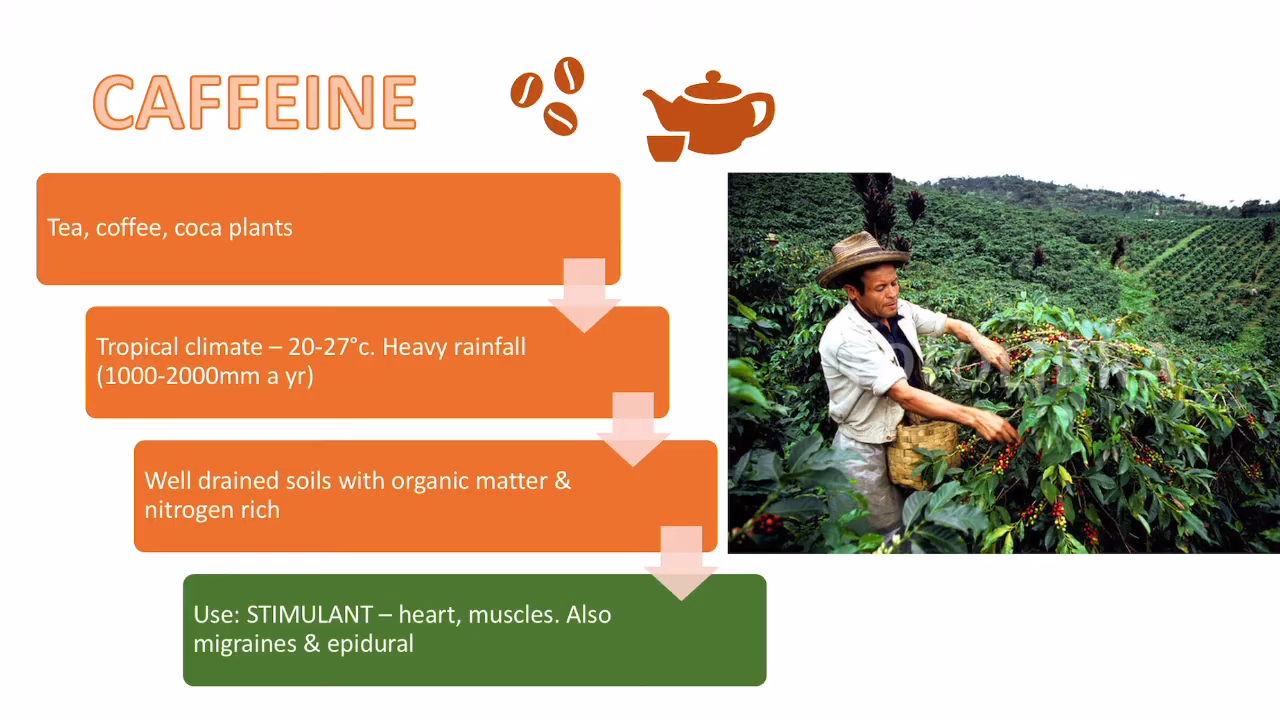 CAFFEINE
Tea, coffee, coca plants
Tropical climate – 20-27°c. Heavy rainfall
(1000-2000mm a yr)
Well drained soils with organic matter &
nitrogen rich
Use: STIMULANT – heart, muscles. Also
migraines & epidural